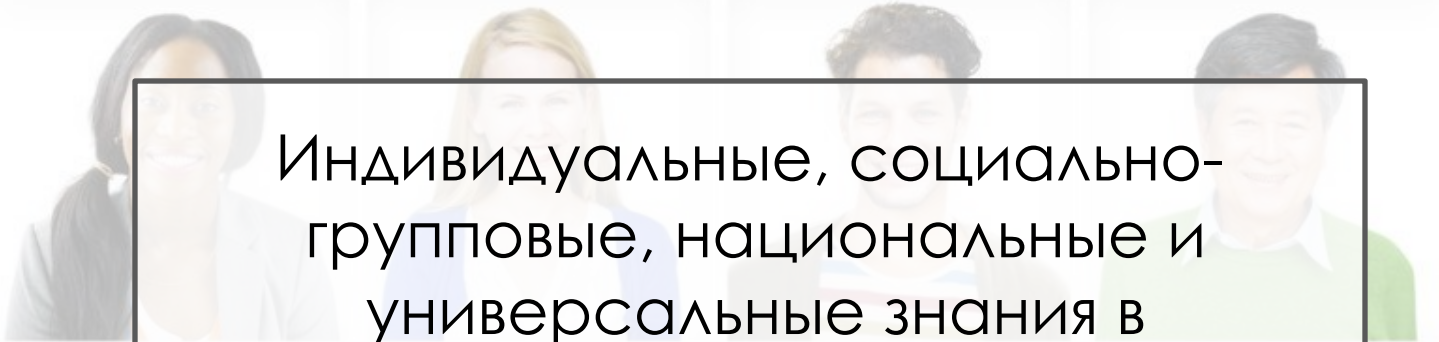 Индивидуальные, социально-
групповые, национальные и
универсальные знания в